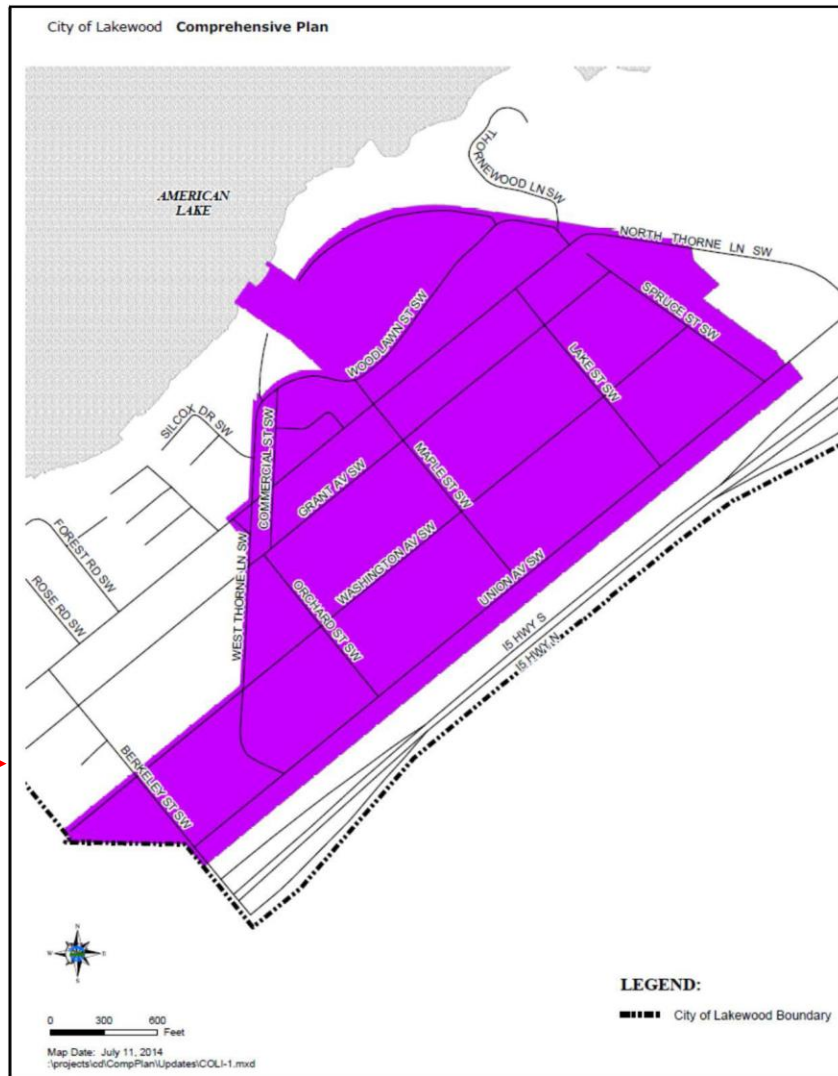 City of Lakewood Comprehensive Plan
AMERICAN
LAKE
THORNEWOOD LN SW
NORTH THORNE LN SW
SPRUCE ST SW
WOODLAWN ST SW
LAKE ST SW
SILCOX DR SW
COMMERCIAL ST SW
GRANT AV SW
MAPLE ST SW
FOREST RD SW
WASHINGTON AV SW
ROSE RD SW
WEST THORNE LN SW
ORCHARD ST SW
UNION AV SW
I5 HWY S
I5 HWY N
BERKELEY ST SW
N
W E
S
LEGEND:
City of Lakewood Boundary
0 300 600
Feet
Map Date: July 11, 2014
:\projects\cd\CompPlan\Updates\COLI-1.mxd